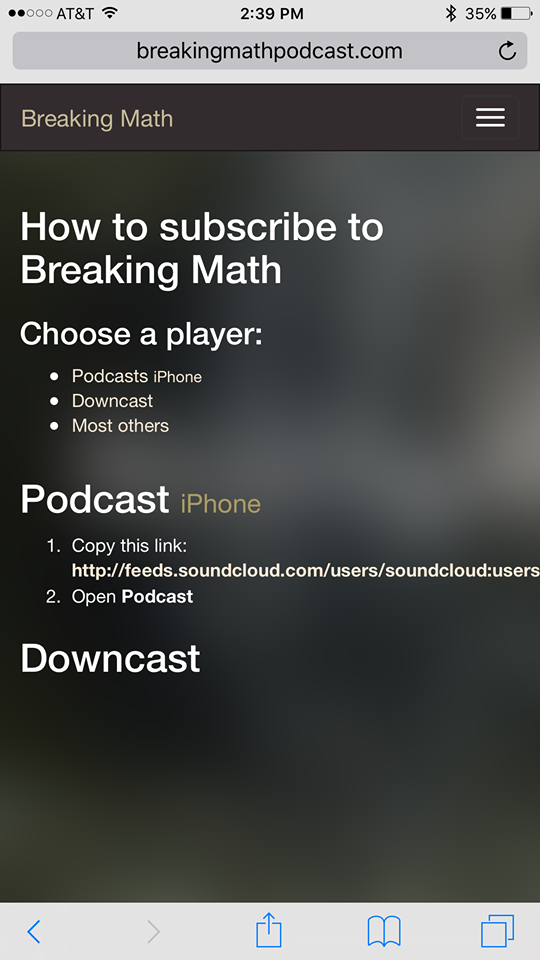 AT&T 2:39 PM 35%
breakingmathpodcast.com
Breaking Math
How to subscribe to
Breaking Math
Choose a player:
Podcasts iPhone
Downcast
Most others
Podcast iPhone
1. Copy this link:
http://feeds.soundcloud.com/users/soundcloud:users
2. Open Podcast
Downcast